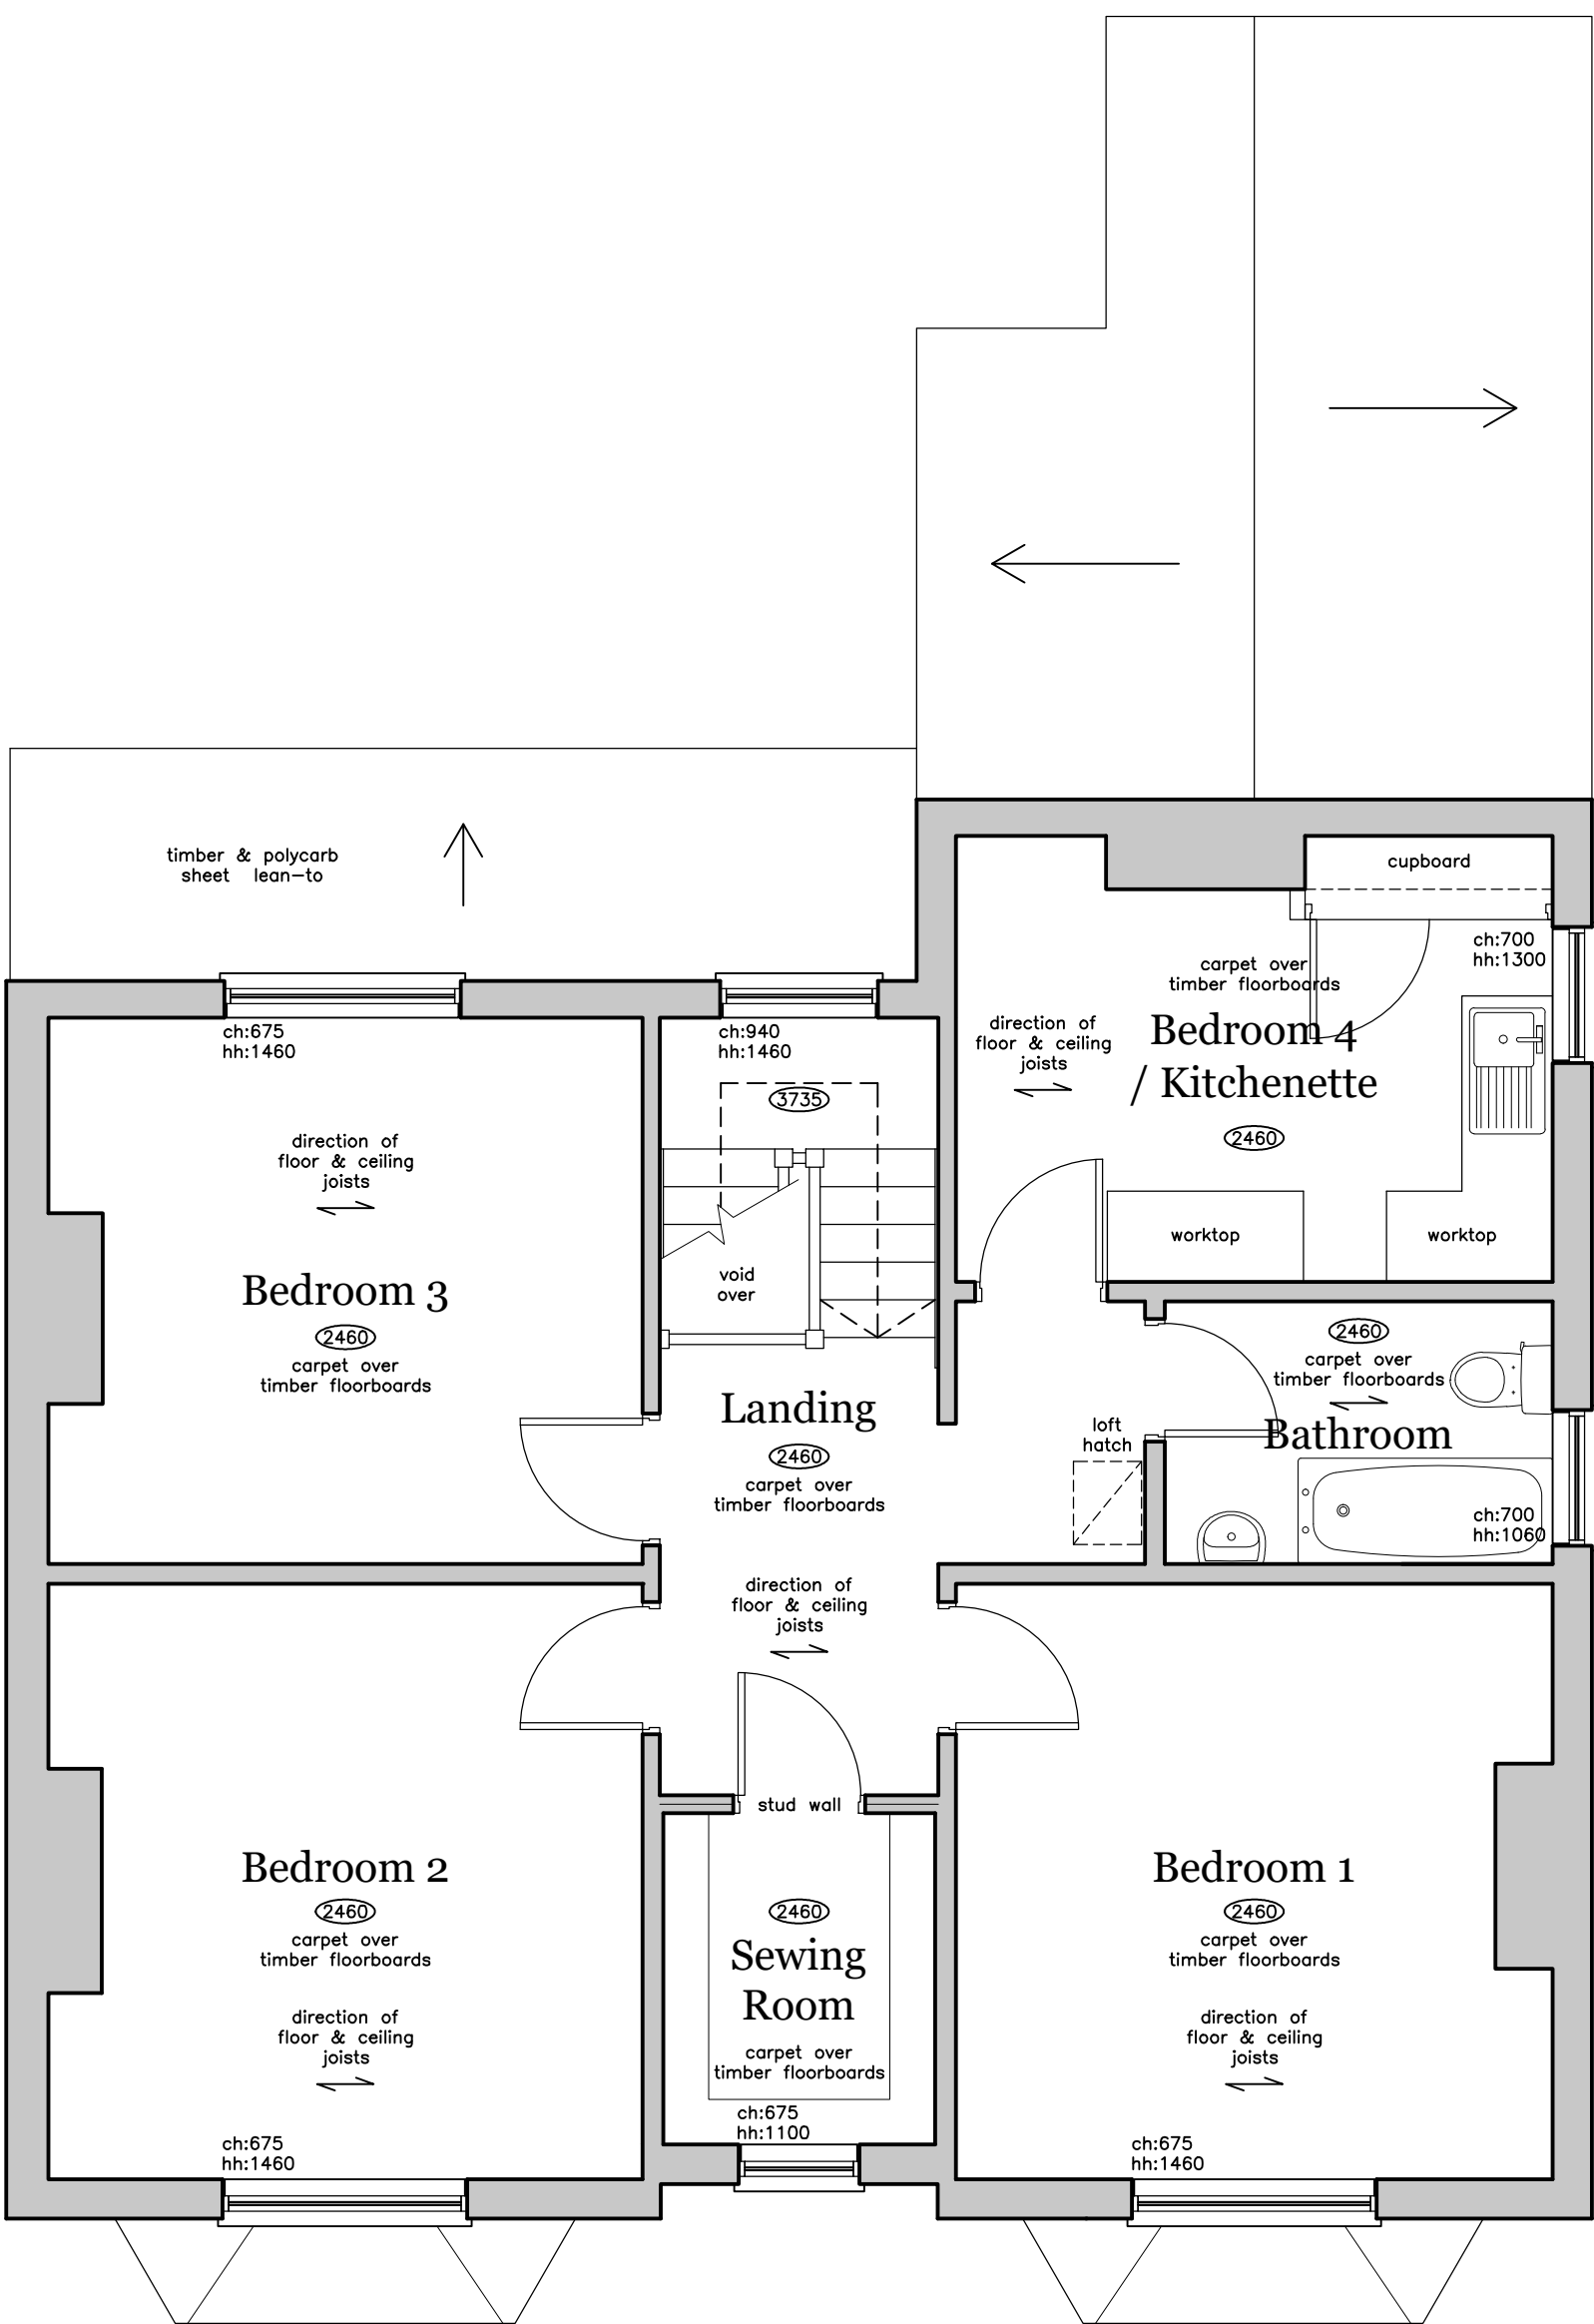 timber & polycarb
sheet lean-to
cupboard
ch:700
hh:1300
carpet over
timber floorboards
direction of
floor & ceiling
joists
Bedroom 4
/ Kitchenette
2460
worktop
worktop
ch:675
hh:1460
direction of
floor & ceiling
joists
Bedroom 3
2460
carpet over
timber floorboards
ch:940
hh:1460
3735
void
over
Landing
2460
carpet over
timber floorboards
direction of
floor & ceiling
joists
loft
hatch
2460
carpet over
timber floorboards
Bathroom
ch:700
hh:1060
stud wall
Bedroom 2
2460
carpet over
timber floorboards
direction of
floor & ceiling
joists
ch:675
hh:1460
2460
Sewing
Room
carpet over
timber floorboards
ch:675
hh:1100
Bedroom 1
2460
carpet over
timber floorboards
direction of
floor & ceiling
joists
ch:675
hh:1460